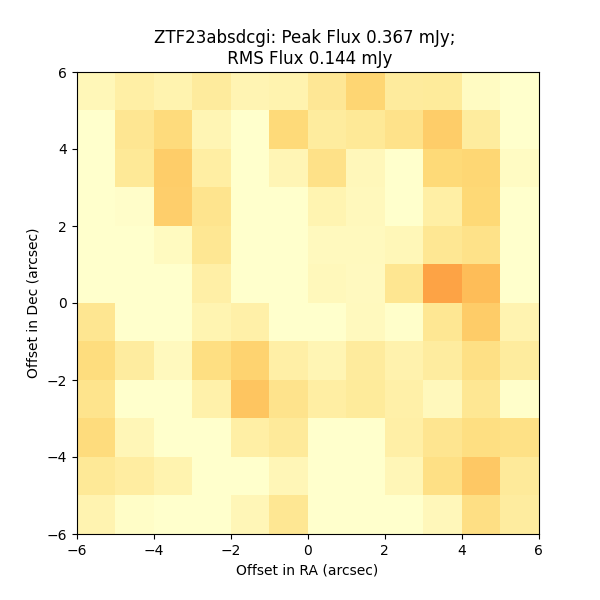 ZTF23absdcgi: Peak Flux 0.367 mJy;
RMS Flux 0.144 mJy
6
4
2
0
−2
−4
−6
Offset in Dec (arcsec)
−6 −4 −2 0 2 4 6
Offset in RA (arcsec)